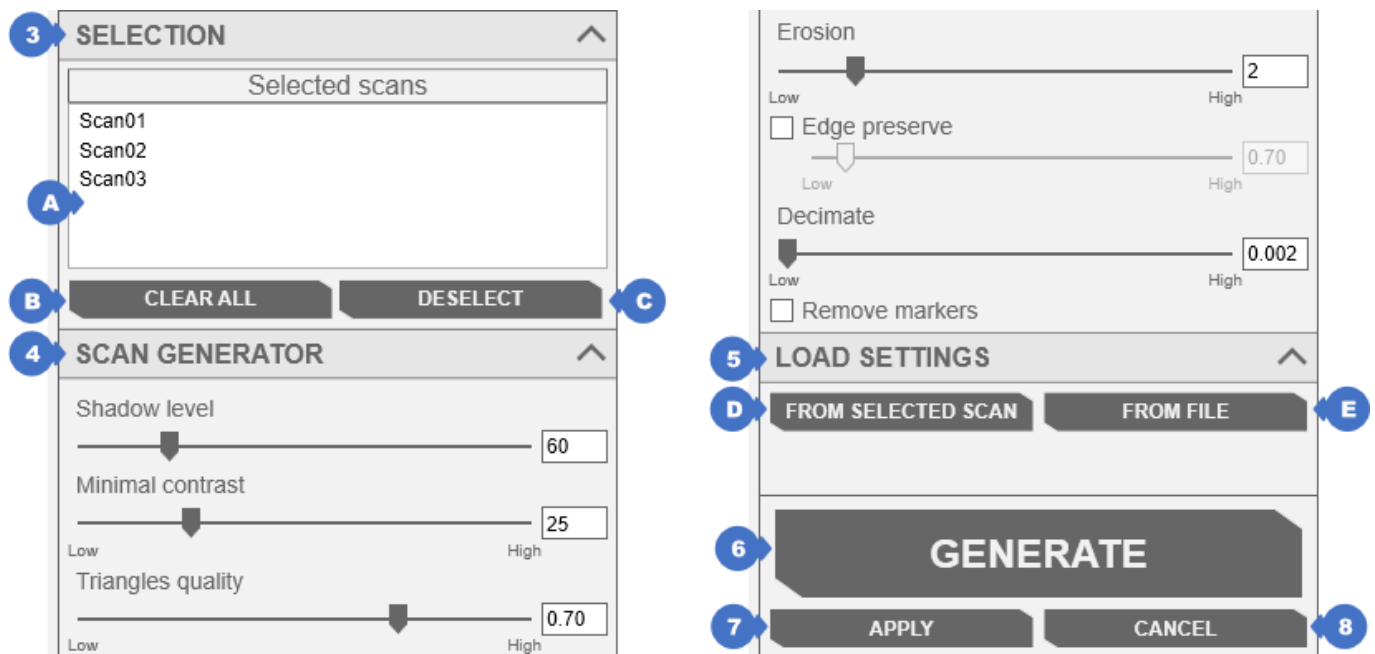 3 SELECTION
Selected scans
Scan01
Scan02
Scan03
A
B CLEAR ALL DESELECT C
4 SCAN GENERATOR
Shadow level
60
Minimal contrast
25
Low High
Triangles quality
0.70
Low High
Erosion
2
Low High
Edge preserve
0.70
Low High
Decimate
0.002
Low High
Remove markers
5 LOAD SETTINGS
D FROM SELECTED SCAN FROM FILE E
6 GENERATE
7 APPLY CANCEL 8